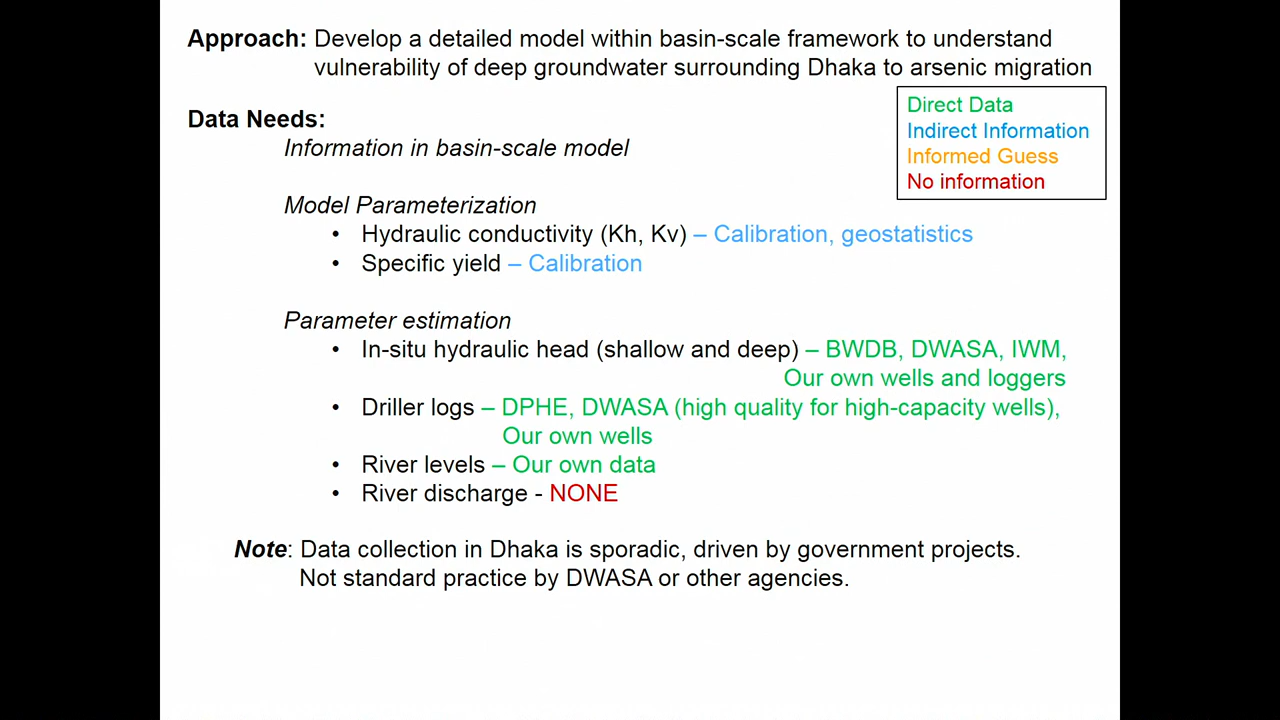 Approach: Develop a detailed model within basin-scale framework to understand
vulnerability of deep groundwater surrounding Dhaka to arsenic migration
Direct Data
Indirect Information
Informed Guess
No information
Data Needs:
Information in basin-scale model
Model Parameterization
• Hydraulic conductivity (Kh, Kv) – Calibration, geostatistics
• Specific yield – Calibration
Parameter estimation
• In-situ hydraulic head (shallow and deep) – BWDB, DWASA, IWM,
Our own wells and loggers
• Driller logs – DPHE, DWASA (high quality for high-capacity wells),
Our own wells
• River levels – Our own data
• River discharge - NONE
Note: Data collection in Dhaka is sporadic, driven by government projects.
Not standard practice by DWASA or other agencies.